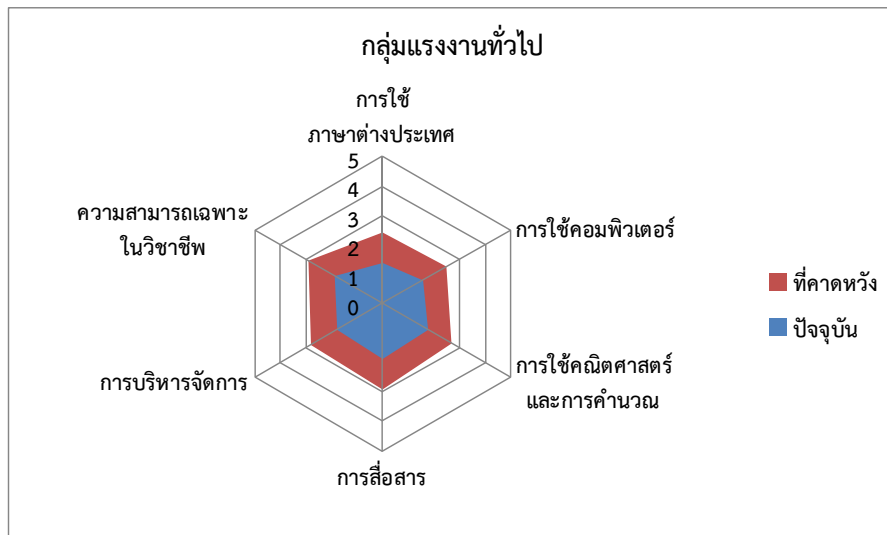 กลุ่มแรงงานทั่วไป
การใช้
ภาษาต่างประเทศ
5
4
3
2
1
0
การใช้คอมพิวเตอร์
การใช้คณิตศาสตร์
และการคำนวณ
การสื่อสาร
การบริหารจัดการ
ความสามารถเฉพาะ
ในวิชาชีพ
ที่คาดหวัง
ปัจจุบัน